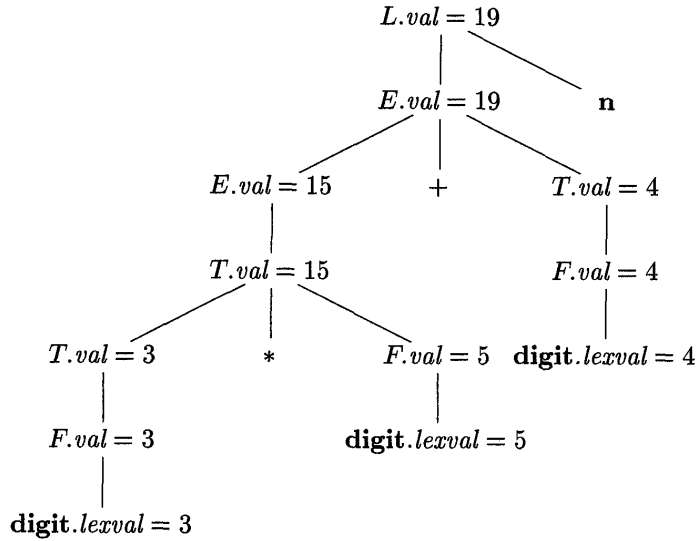 L.val = 19
E.val = 19 n
E.val = 15 + T.val = 4
T.val = 15 F.val = 4
T.val = 3 * F.val = 5 digit.lexval = 4
F.val = 3 digit.lexval = 5
digit.lexval = 3